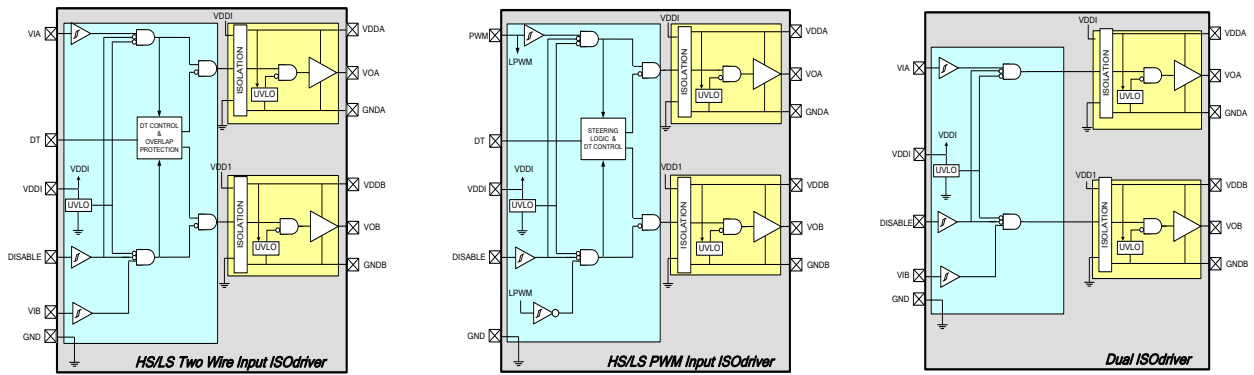 VIA
VDDI
ISOLATION
UVLO
VDDA
VOA
GNDA
DT
DT CONTROL
&
OVERLAP
PROTECTION
VDDI
VDDI
UVLO
VDD1
ISOLATION
UVLO
VDDB
VOB
GNDB
DISABLE
VIB
GND
HS/LS Two Wire Input ISOdriver
PWM
LPWM
VDDI
ISOLATION
UVLO
VDDA
VOA
GNDA
DT
STEERING
LOGIC &
DT CONTROL
VDDI
VDDI
UVLO
VDD1
ISOLATION
UVLO
VDDB
VOB
GNDB
DISABLE
LPWM
GND
HS/LS PWM Input ISOdriver
VIA
VDDI
ISOLATION
UVLO
VDDA
VOA
GNDA
VDDI
VDDI
UVLO
VDD1
ISOLATION
UVLO
VDDB
VOB
GNDB
DISABLE
VIB
GND
Dual ISOdriver